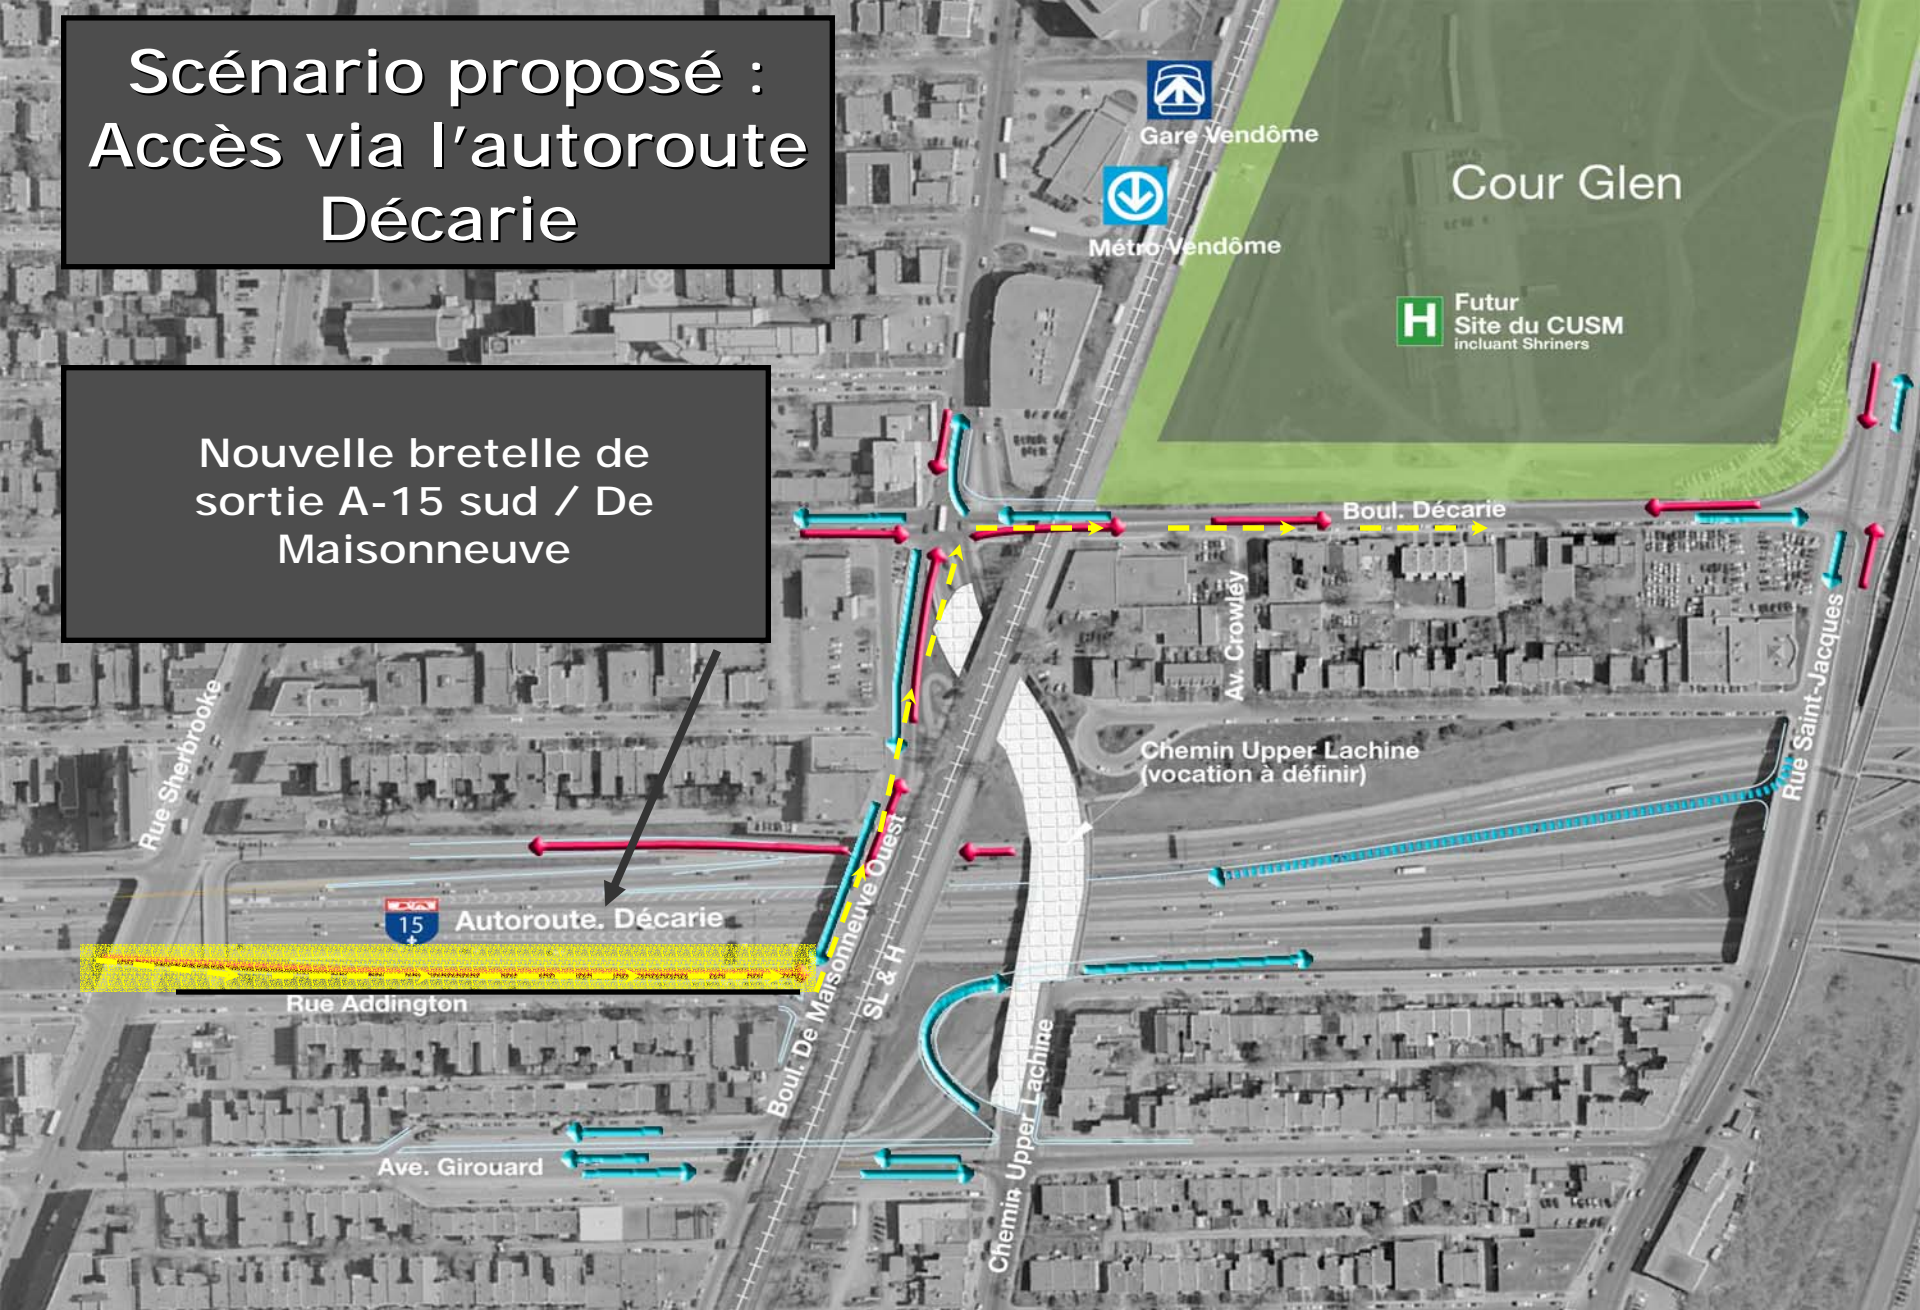 Scénario proposé :
Accès via l'autoroute
Décarie
Gare Vendôme
Métro Vendôme
Cour Glen
H
Futur
Site du CUSM
incluant Shriners
Nouvelle bretelle de
sortie A-15 sud / De
Maisonneuve
Boul. Décarie
Av. Crowley
Rue Saint-Jacques
Rue Sherbrooke
Chemin Upper Lachine
(vocation à définir)
15
Autoroute. Décarie
Boul. De Maisonneuve Ouest
SL & H
Rue Addington
Ave. Girouard
Chemin Upper Lachine